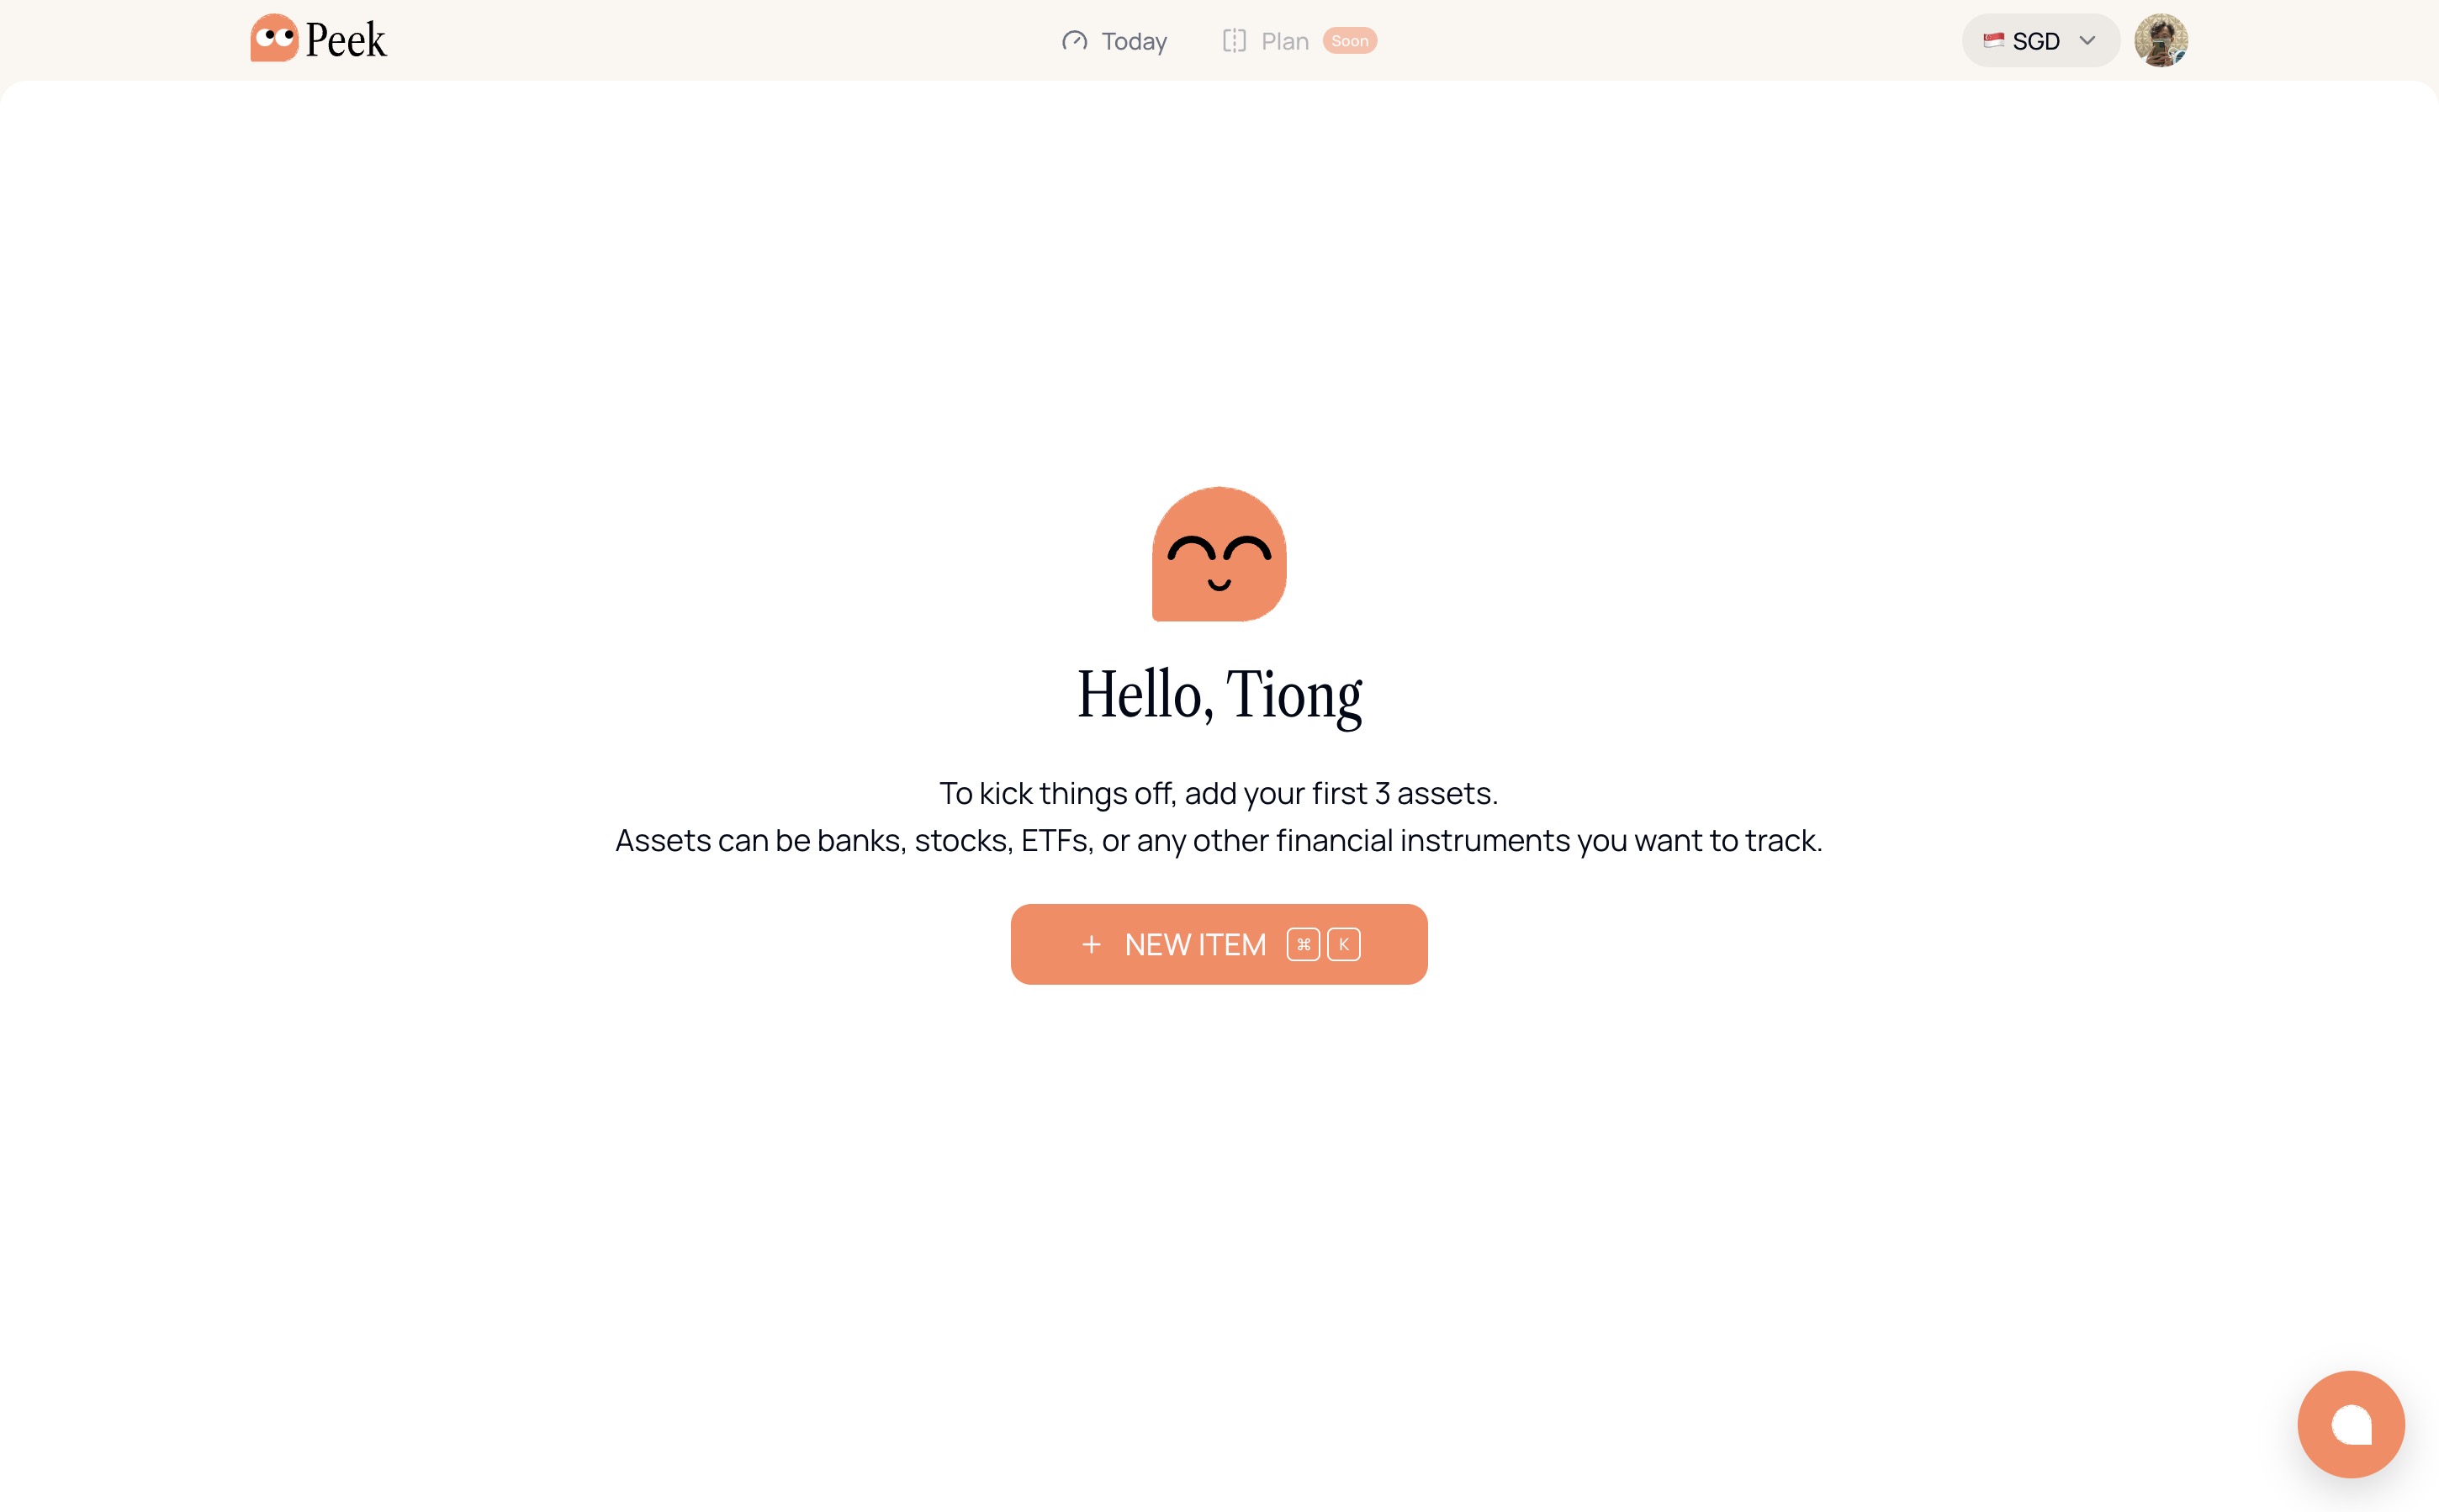 Peek
Today
Plan Soon
SGD
Hello, Tiong
To kick things off, add your first 3 assets.
Assets can be banks, stocks, ETFs, or any other financial instruments you want to track.
+ NEW ITEM ⌘ K